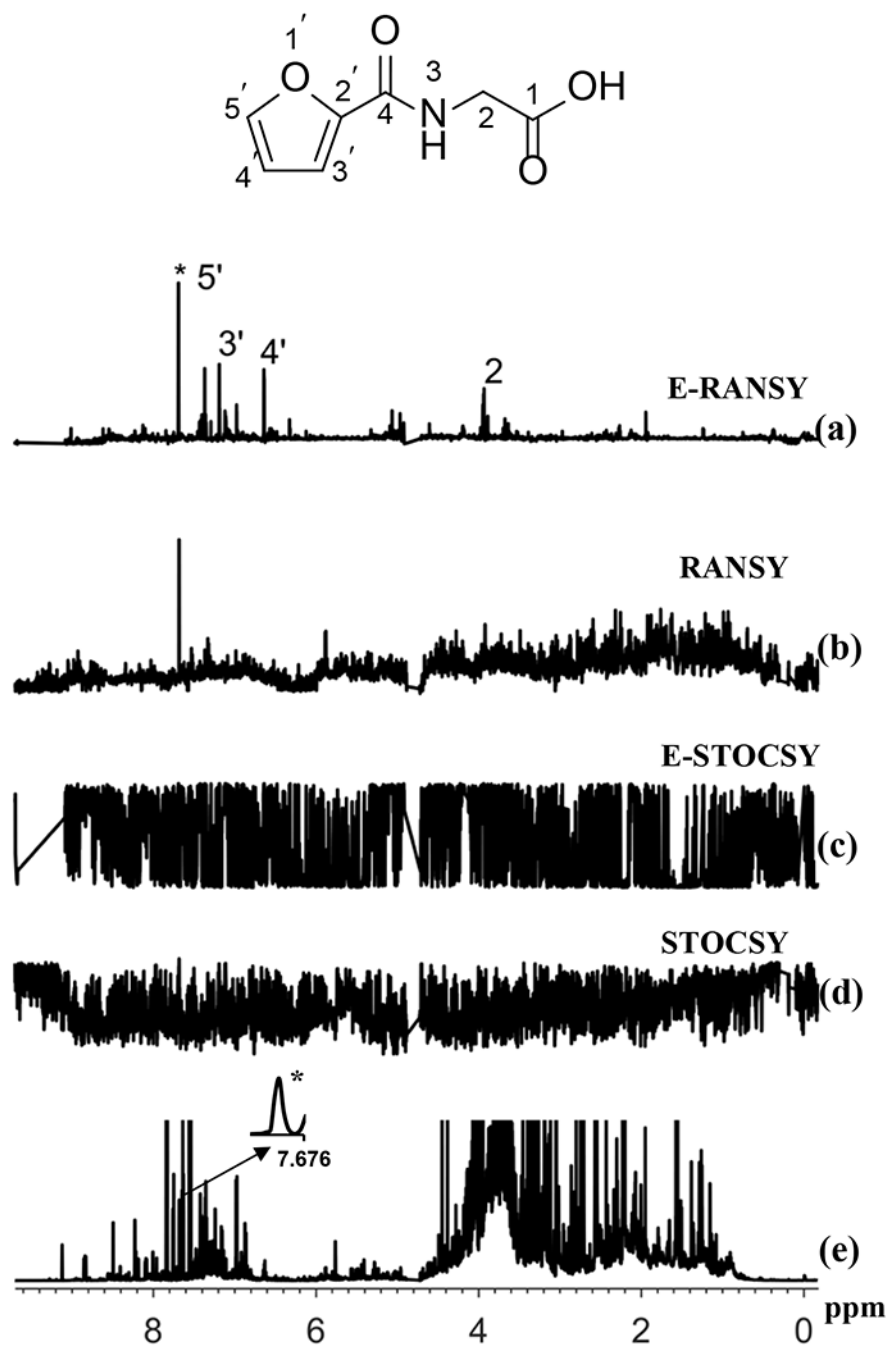 O
1′
O
3
2′
5′
4
N
H
2
1
OH
O
4′
3′
* 5'
3'
4'
2
E-RANSY
(a)
RANSY
(b)
E-STOCSY
(c)
STOCSY
(d)
*
7.676
(e)
ppm
8 6 4 2 0